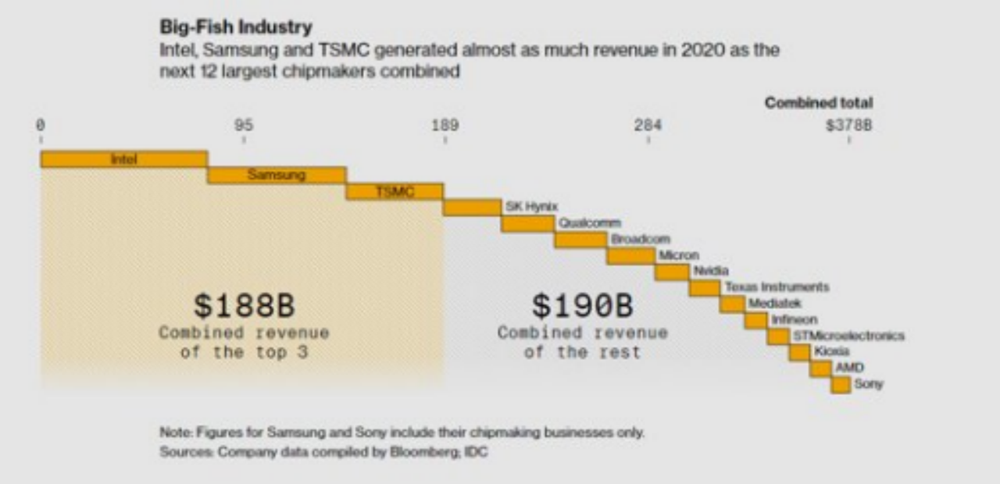 Big-Fish Industry
Intel, Samsung and TSMC generated almost as much revenue in 2020 as the
next 12 largest chipmakers combined
Combined total
0 95 189 284 $378B
Intel
Samsung
TSMC
SK Hynix
Qualcomm
Broadcom
Micron
Nvidia
Texas Instruments
Mediatek
Infineon
STMicroelectronics
Kioxia
AMD
Sony
$188B
Combined revenue
of the top 3
$190B
Combined revenue
of the rest
Note: Figures for Samsung and Sony include their chipmaking businesses only.
Sources: Company data compiled by Bloomberg; IDC